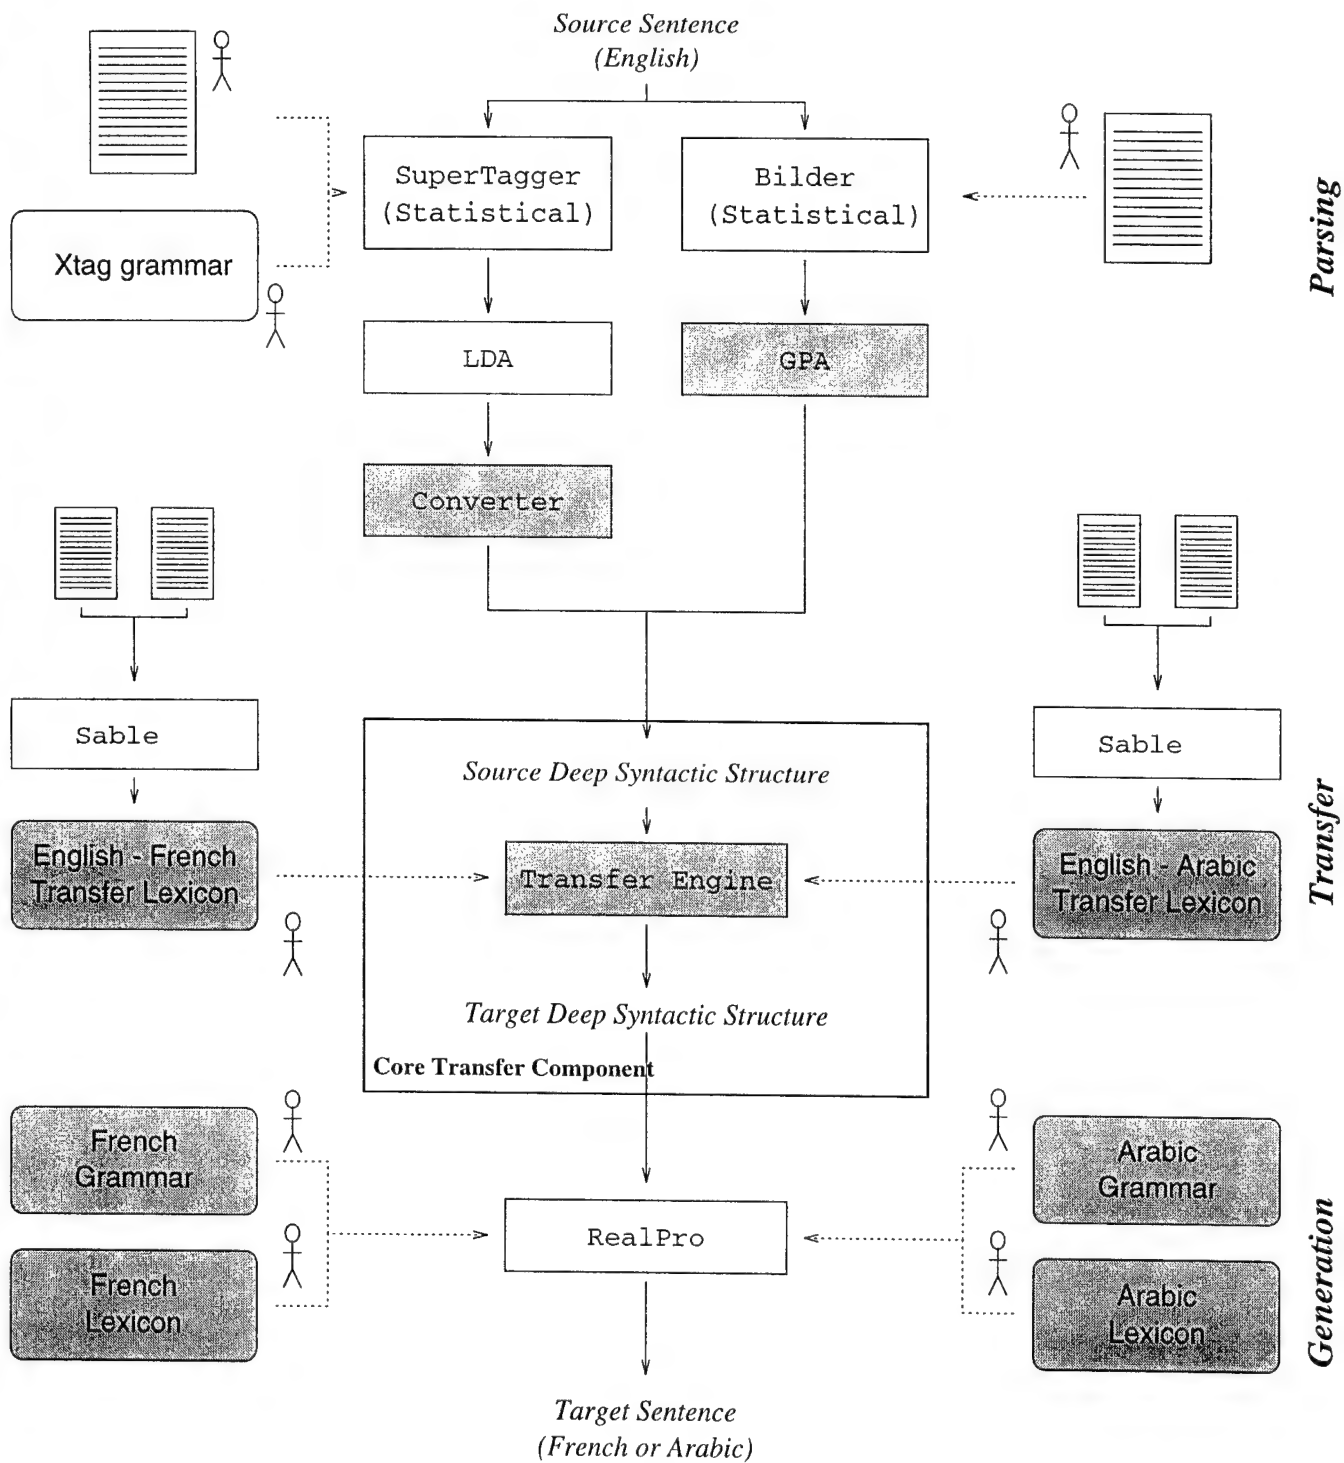 Source Sentence
(English)
SuperTagger
(Statistical)
Bilder
(Statistical)
Parsing
Xtag grammar
LDA
GPA
Converter
Sable
Sable
Source Deep Syntactic Structure
English - French
Transfer Lexicon
Transfer Engine
English - Arabic
Transfer Lexicon
Transfer
Target Deep Syntactic Structure
Core Transfer Component
French
Grammar
Arabic
Grammar
RealPro
French
Lexicon
Arabic
Lexicon
Generation
Target Sentence
(French or Arabic)